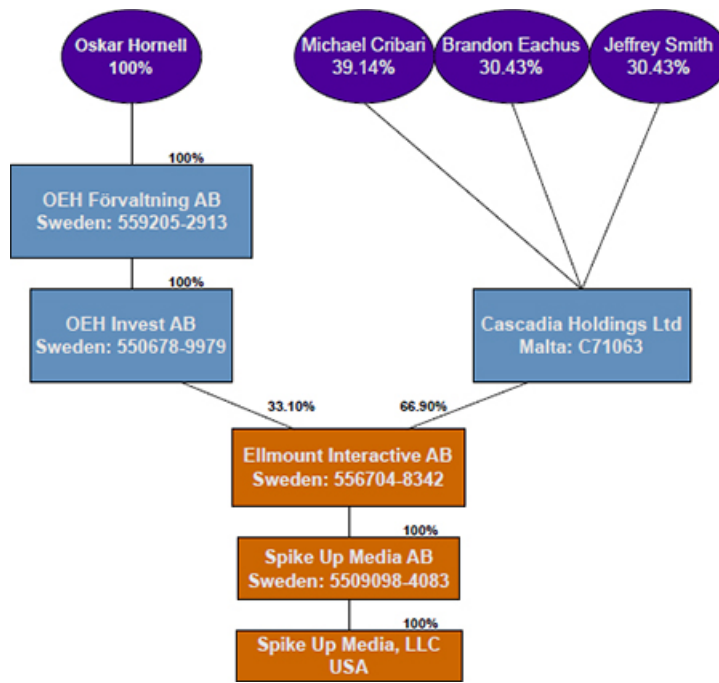 Oskar Hornell
100%
Michael Cribari
39.14%
Brandon Eachus
30.43%
Jeffrey Smith
30.43%
100%
OEH Förvaltning AB
Sweden: 559205-2913
100%
OEH Invest AB
Sweden: 550678-9979
Cascadia Holdings Ltd
Malta: C71063
33.10%
66.90%
Ellmount Interactive AB
Sweden: 556704-8342
100%
Spike Up Media AB
Sweden: 5509098-4083
100%
Spike Up Media, LLC
USA